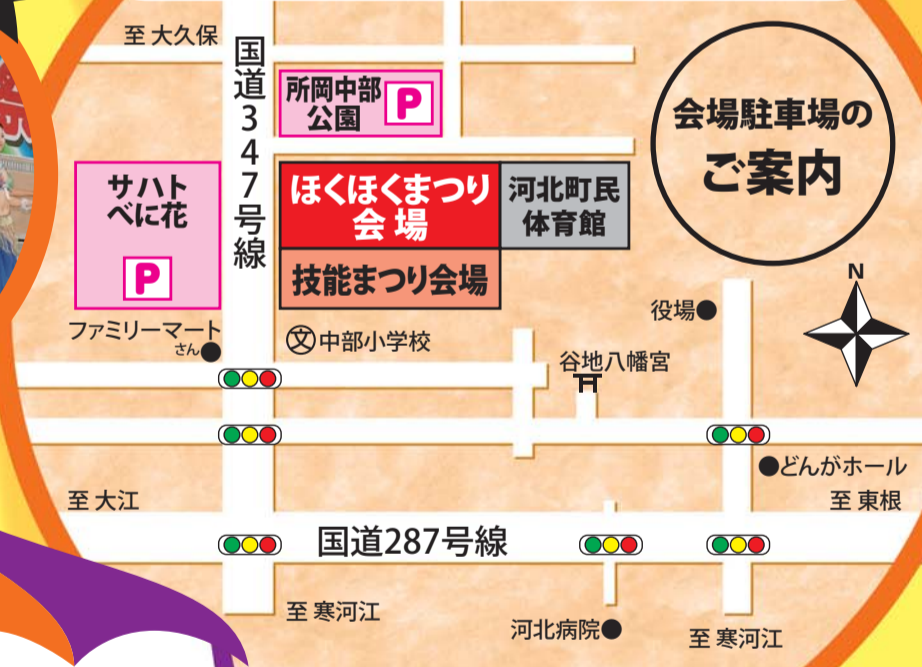 至 大久保
国道347号線
所岡中部
公園
P
会場駐車場の
ご案内
サハト
べに花
P
ほくほくまつり
会場
河北町民
体育館
技能まつり会場
N
役場
ファミリーマート
さん
文 中部小学校
谷地八幡宮
どんがホール
至 大江
至 東根
国道287号線
至 寒河江
河北病院
至 寒河江